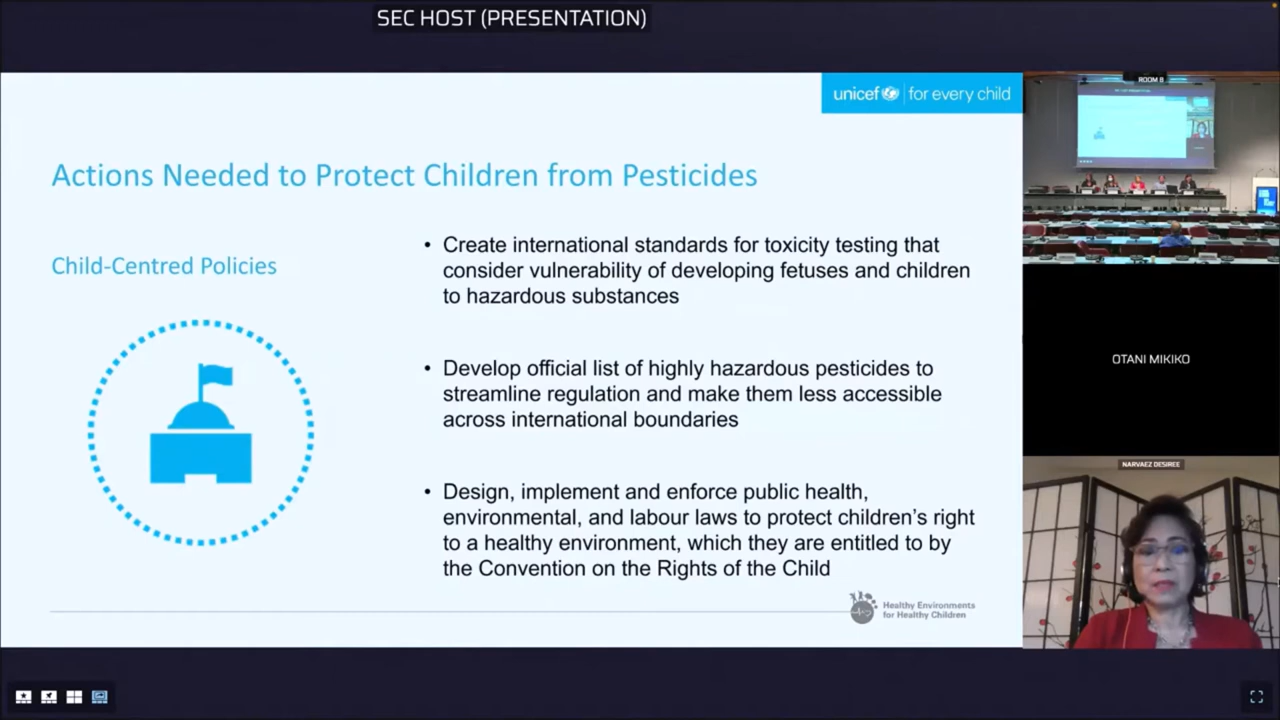 SEC HOST (PRESENTATION)
unicef for every child
ROOM B
Actions Needed to Protect Children from Pesticides
Child-Centred Policies
• Create international standards for toxicity testing that
consider vulnerability of developing fetuses and children
to hazardous substances
• Develop official list of highly hazardous pesticides to
streamline regulation and make them less accessible
across international boundaries
• Design, implement and enforce public health,
environmental, and labour laws to protect children's right
to a healthy environment, which they are entitled to by
the Convention on the Rights of the Child
Healthy Environments
for Healthy Children
OTANI MIKIKO
NARVAEZ DESIREE